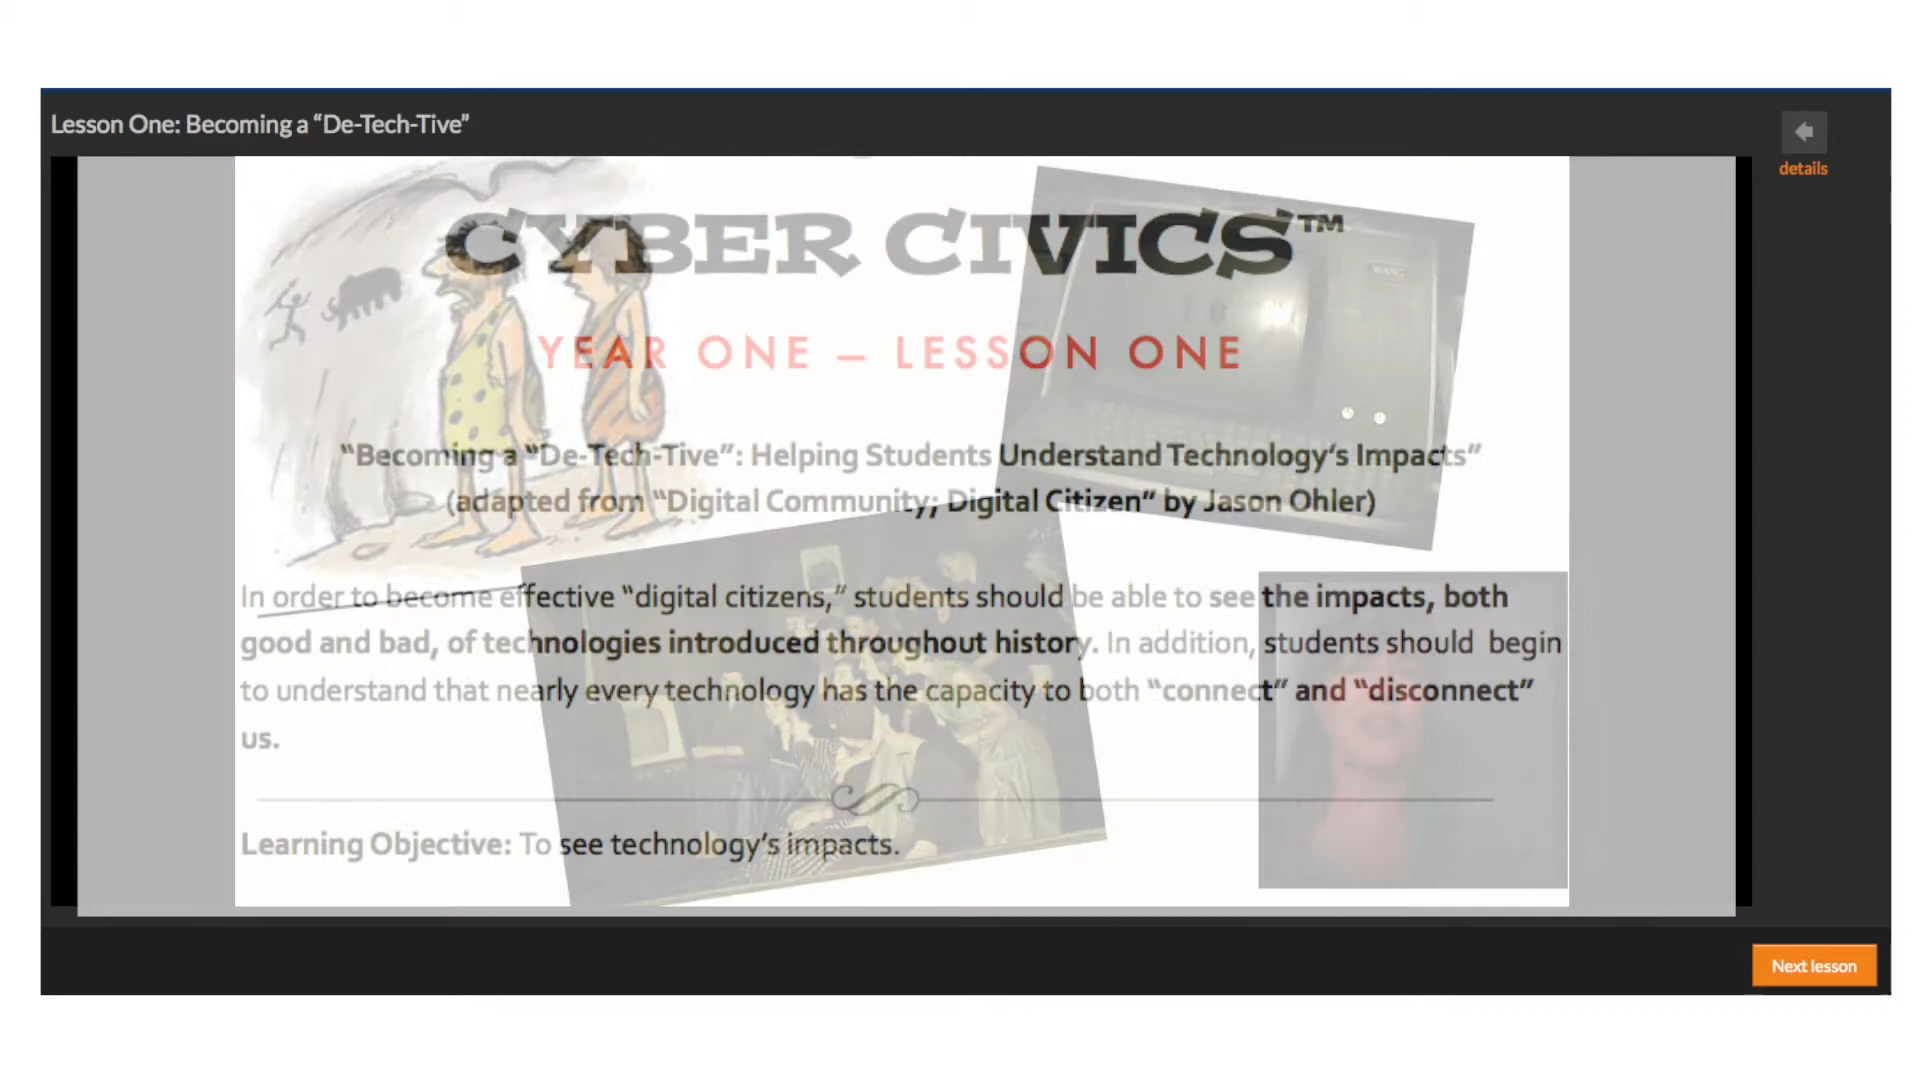 Lesson One: Becoming a “De-Tech-Tive”
details
CYBER CIVICS™
YEAR ONE – LESSON ONE
WANG
“Becoming a “De-Tech-Tive”: Helping Students Understand Technology’s Impacts”
(adapted from “Digital Community; Digital Citizen” by Jason Ohler)
In order to become effective “digital citizens,” students should be able to see the impacts, both
good and bad, of technologies introduced throughout history. In addition, students should begin
to understand that nearly every technology has the capacity to both “connect” and “disconnect”
us.
Learning Objective: To see technology’s impacts.
Next lesson